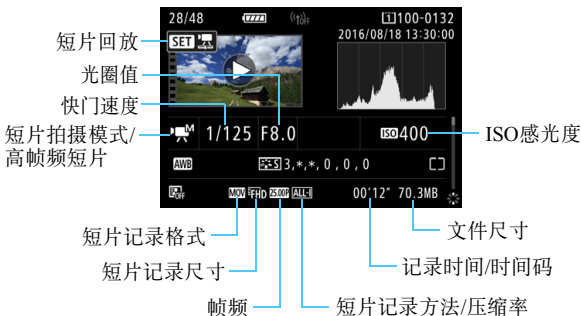 28/48 OFF 1 100-0132
2016/08/18 13:30:00
SET
短片回放
光圈值
快门速度
短片拍摄模式/
高帧频短片
M 1/125 F8.0 ISO400
ISO感光度
AWB S 3,*,*,0,0,0
OFF MOV FHD 25.00P ALL-I 00'12" 70.3MB
短片记录格式
文件尺寸
短片记录尺寸
记录时间/时间码
帧频
短片记录方法/压缩率